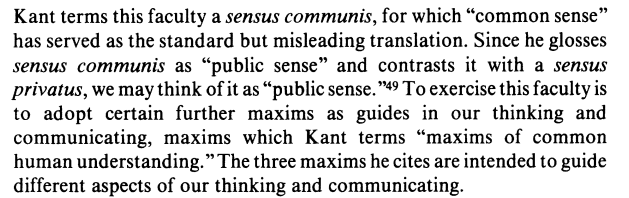 Kant terms this faculty a sensus communis, for which “common sense”
has served as the standard but misleading translation. Since he glosses
sensus communis as “public sense” and contrasts it with a sensus
privatus, we may think of it as “public sense.”49 To exercise this faculty is
to adopt certain further maxims as guides in our thinking and
communicating, maxims which Kant terms “maxims of common
human understanding.” The three maxims he cites are intended to guide
different aspects of our thinking and communicating.